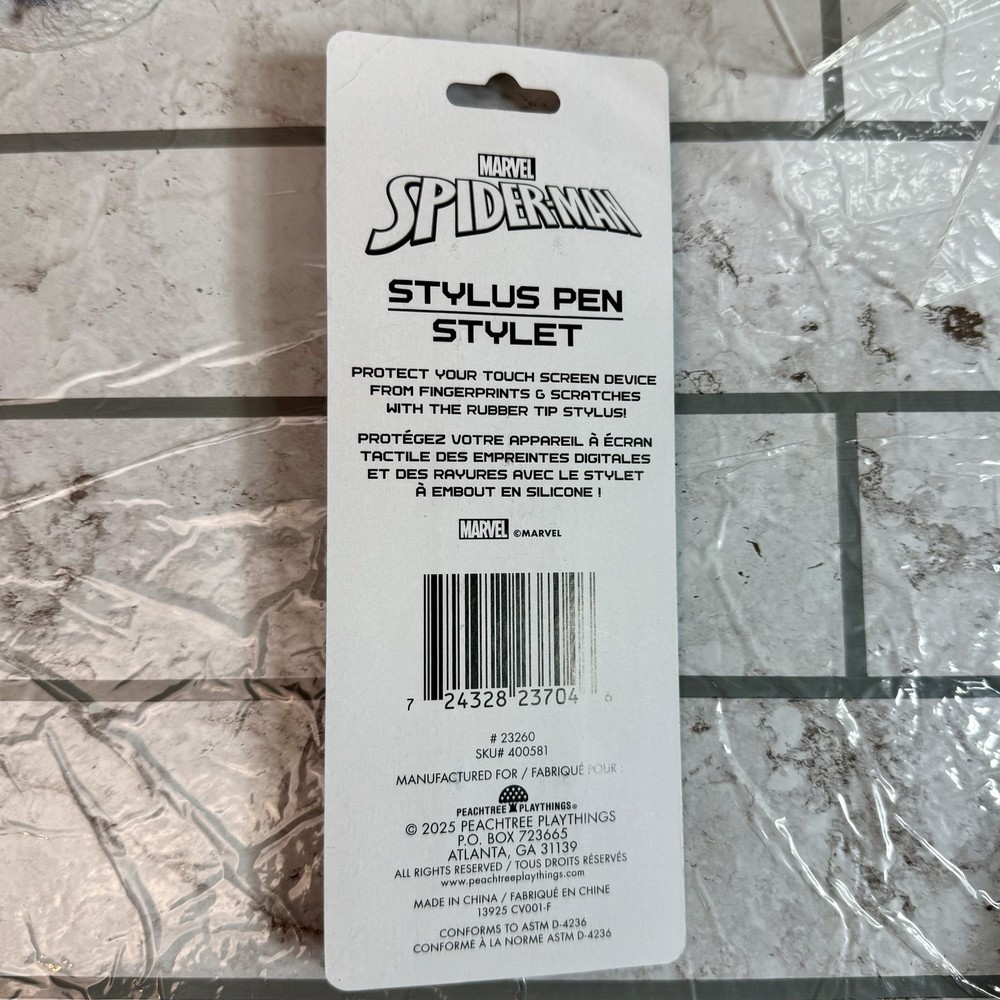 MARVEL
SPIDER-MAN
STYLUS PEN
STYLET
PROTECT YOUR TOUCH SCREEN DEVICE
FROM FINGERPRINTS & SCRATCHES
WITH THE RUBBER TIP STYLUS!
PROTÉGEZ VOTRE APPAREIL À ÉCRAN
TACTILE DES EMPREINTES DIGITALES
ET DES RAYURES AVEC LE STYLET
À EMBOUT EN SILICONE !
MARVEL ©MARVEL
7 24328 23704 6
# 23260
SKU# 400581
MANUFACTURED FOR / FABRIQUÉ POUR :
PEACHTREE PLAYTHINGS®
© 2025 PEACHTREE PLAYTHINGS
P.O. BOX 723665
ATLANTA, GA 31139
ALL RIGHTS RESERVED / TOUS DROITS RÉSERVÉS
www.peachtreeplaythings.com
MADE IN CHINA / FABRIQUÉ EN CHINE
13925 CV001-F
CONFORMS TO ASTM D-4236
CONFORMÉ À LA NORME ASTM D-4236